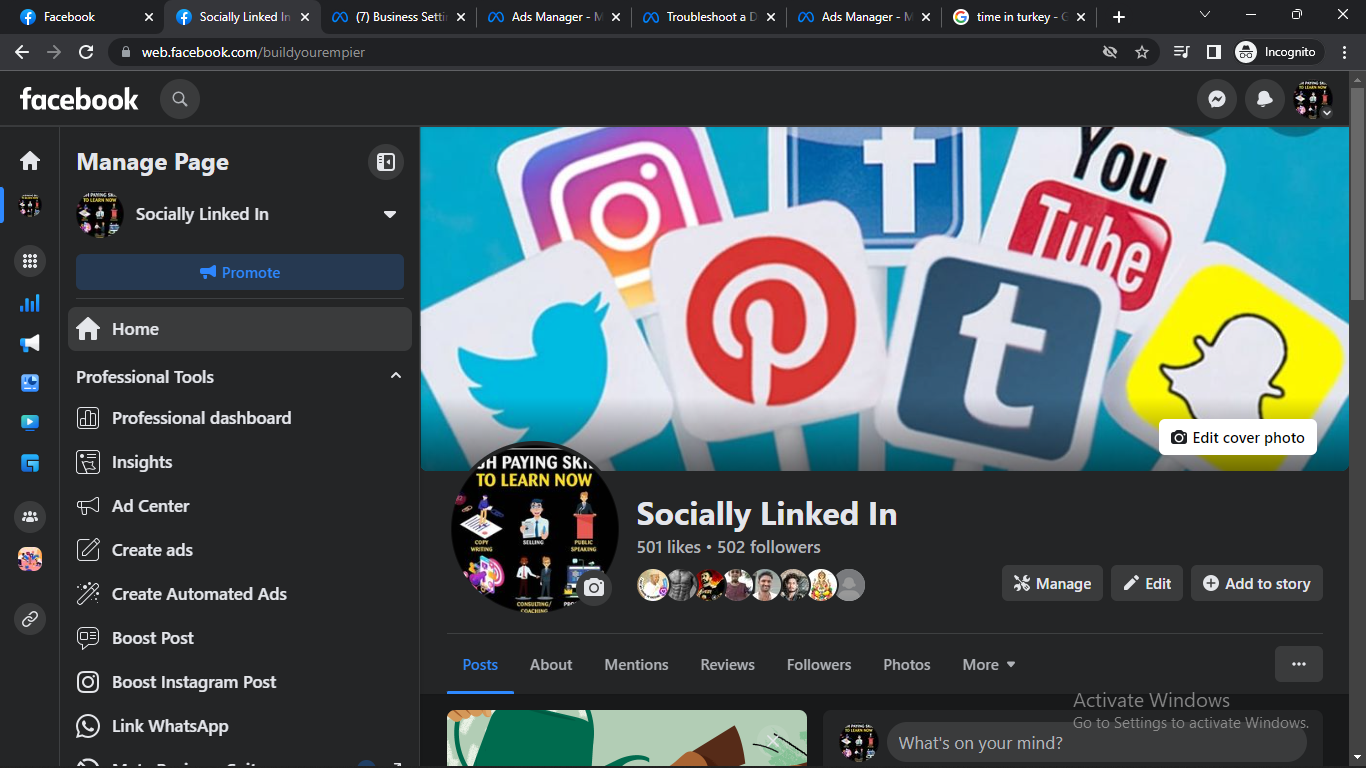 Facebook
Socially Linked In
(7) Business Setti
Ads Manager - M
Troubleshoot a D
Ads Manager - M
time in turkey - G
web.facebook.com/buildyourempier
Incognito
facebook
Manage Page
Socially Linked In
Promote
Home
Professional Tools
Professional dashboard
Insights
Ad Center
Create ads
Create Automated Ads
Boost Post
Boost Instagram Post
Link WhatsApp
You
Tube
Edit cover photo
GH PAYING SKIL
TO LEARN NOW
COPY
WRITING
SELLING
PUBLIC
SPEAKING
CONSULTING/
COACHING
Socially Linked In
501 likes • 502 followers
Manage
Edit
Add to story
Posts
About
Mentions
Reviews
Followers
Photos
More
What's on your mind?
Activate Windows
Go to Settings to activate Windows.